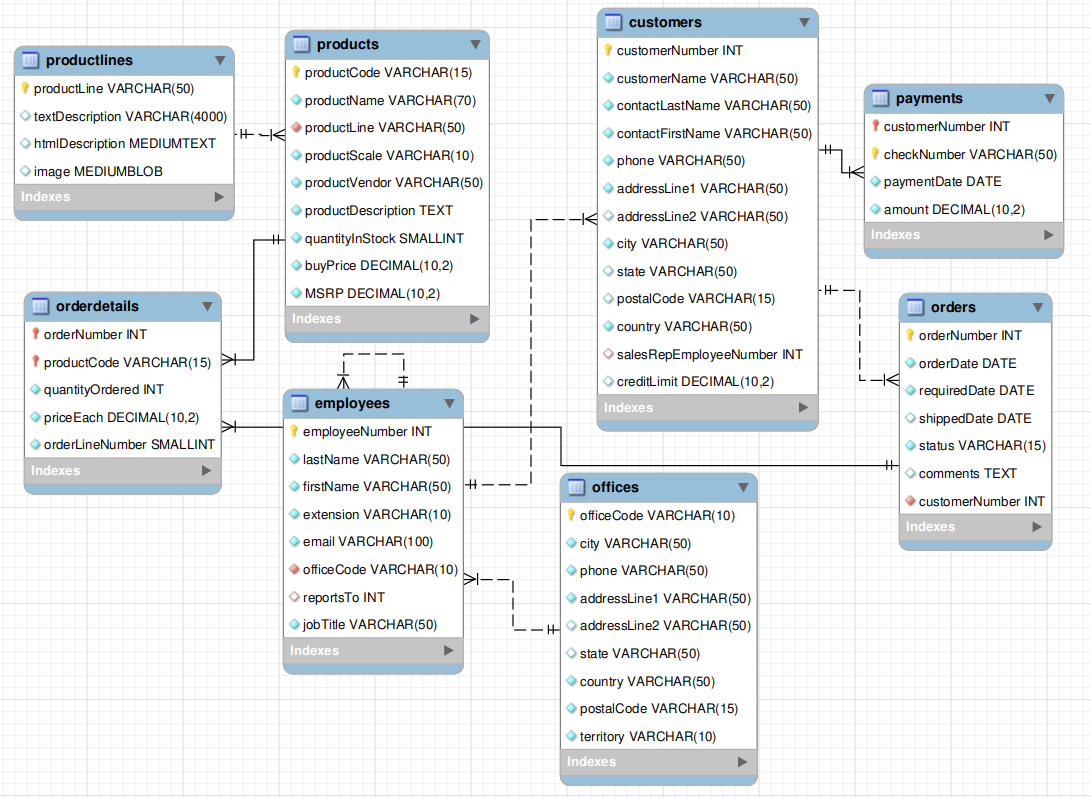 productlines
productLine VARCHAR(50)
textDescription VARCHAR(4000)
htmlDescription MEDIUMTEXT
image MEDIUMBLOB
Indexes
products
productCode VARCHAR(15)
productName VARCHAR(70)
productLine VARCHAR(50)
productScale VARCHAR(10)
productVendor VARCHAR(50)
productDescription TEXT
quantityInStock SMALLINT
buyPrice DECIMAL(10,2)
MSRP DECIMAL(10,2)
Indexes
customers
customerNumber INT
customerName VARCHAR(50)
contactLastName VARCHAR(50)
contactFirstName VARCHAR(50)
phone VARCHAR(50)
addressLine1 VARCHAR(50)
addressLine2 VARCHAR(50)
city VARCHAR(50)
state VARCHAR(50)
postalCode VARCHAR(15)
country VARCHAR(50)
salesRepEmployeeNumber INT
creditLimit DECIMAL(10,2)
Indexes
payments
customerNumber INT
checkNumber VARCHAR(50)
paymentDate DATE
amount DECIMAL(10,2)
Indexes
orderdetails
orderNumber INT
productCode VARCHAR(15)
quantityOrdered INT
priceEach DECIMAL(10,2)
orderLineNumber SMALLINT
Indexes
employees
employeeNumber INT
lastName VARCHAR(50)
firstName VARCHAR(50)
extension VARCHAR(10)
email VARCHAR(100)
officeCode VARCHAR(10)
reportsTo INT
jobTitle VARCHAR(50)
Indexes
offices
officeCode VARCHAR(10)
city VARCHAR(50)
phone VARCHAR(50)
addressLine1 VARCHAR(50)
addressLine2 VARCHAR(50)
state VARCHAR(50)
country VARCHAR(50)
postalCode VARCHAR(15)
territory VARCHAR(10)
Indexes
orders
orderNumber INT
orderDate DATE
requiredDate DATE
shippedDate DATE
status VARCHAR(15)
comments TEXT
customerNumber INT
Indexes